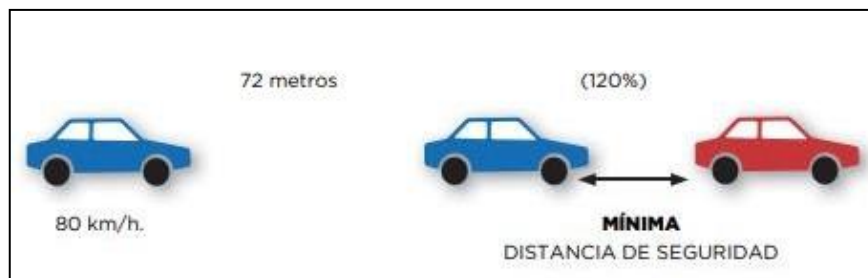 72 metros
(120%)
80 km/h.
MÍNIMA
DISTANCIA DE SEGURIDAD